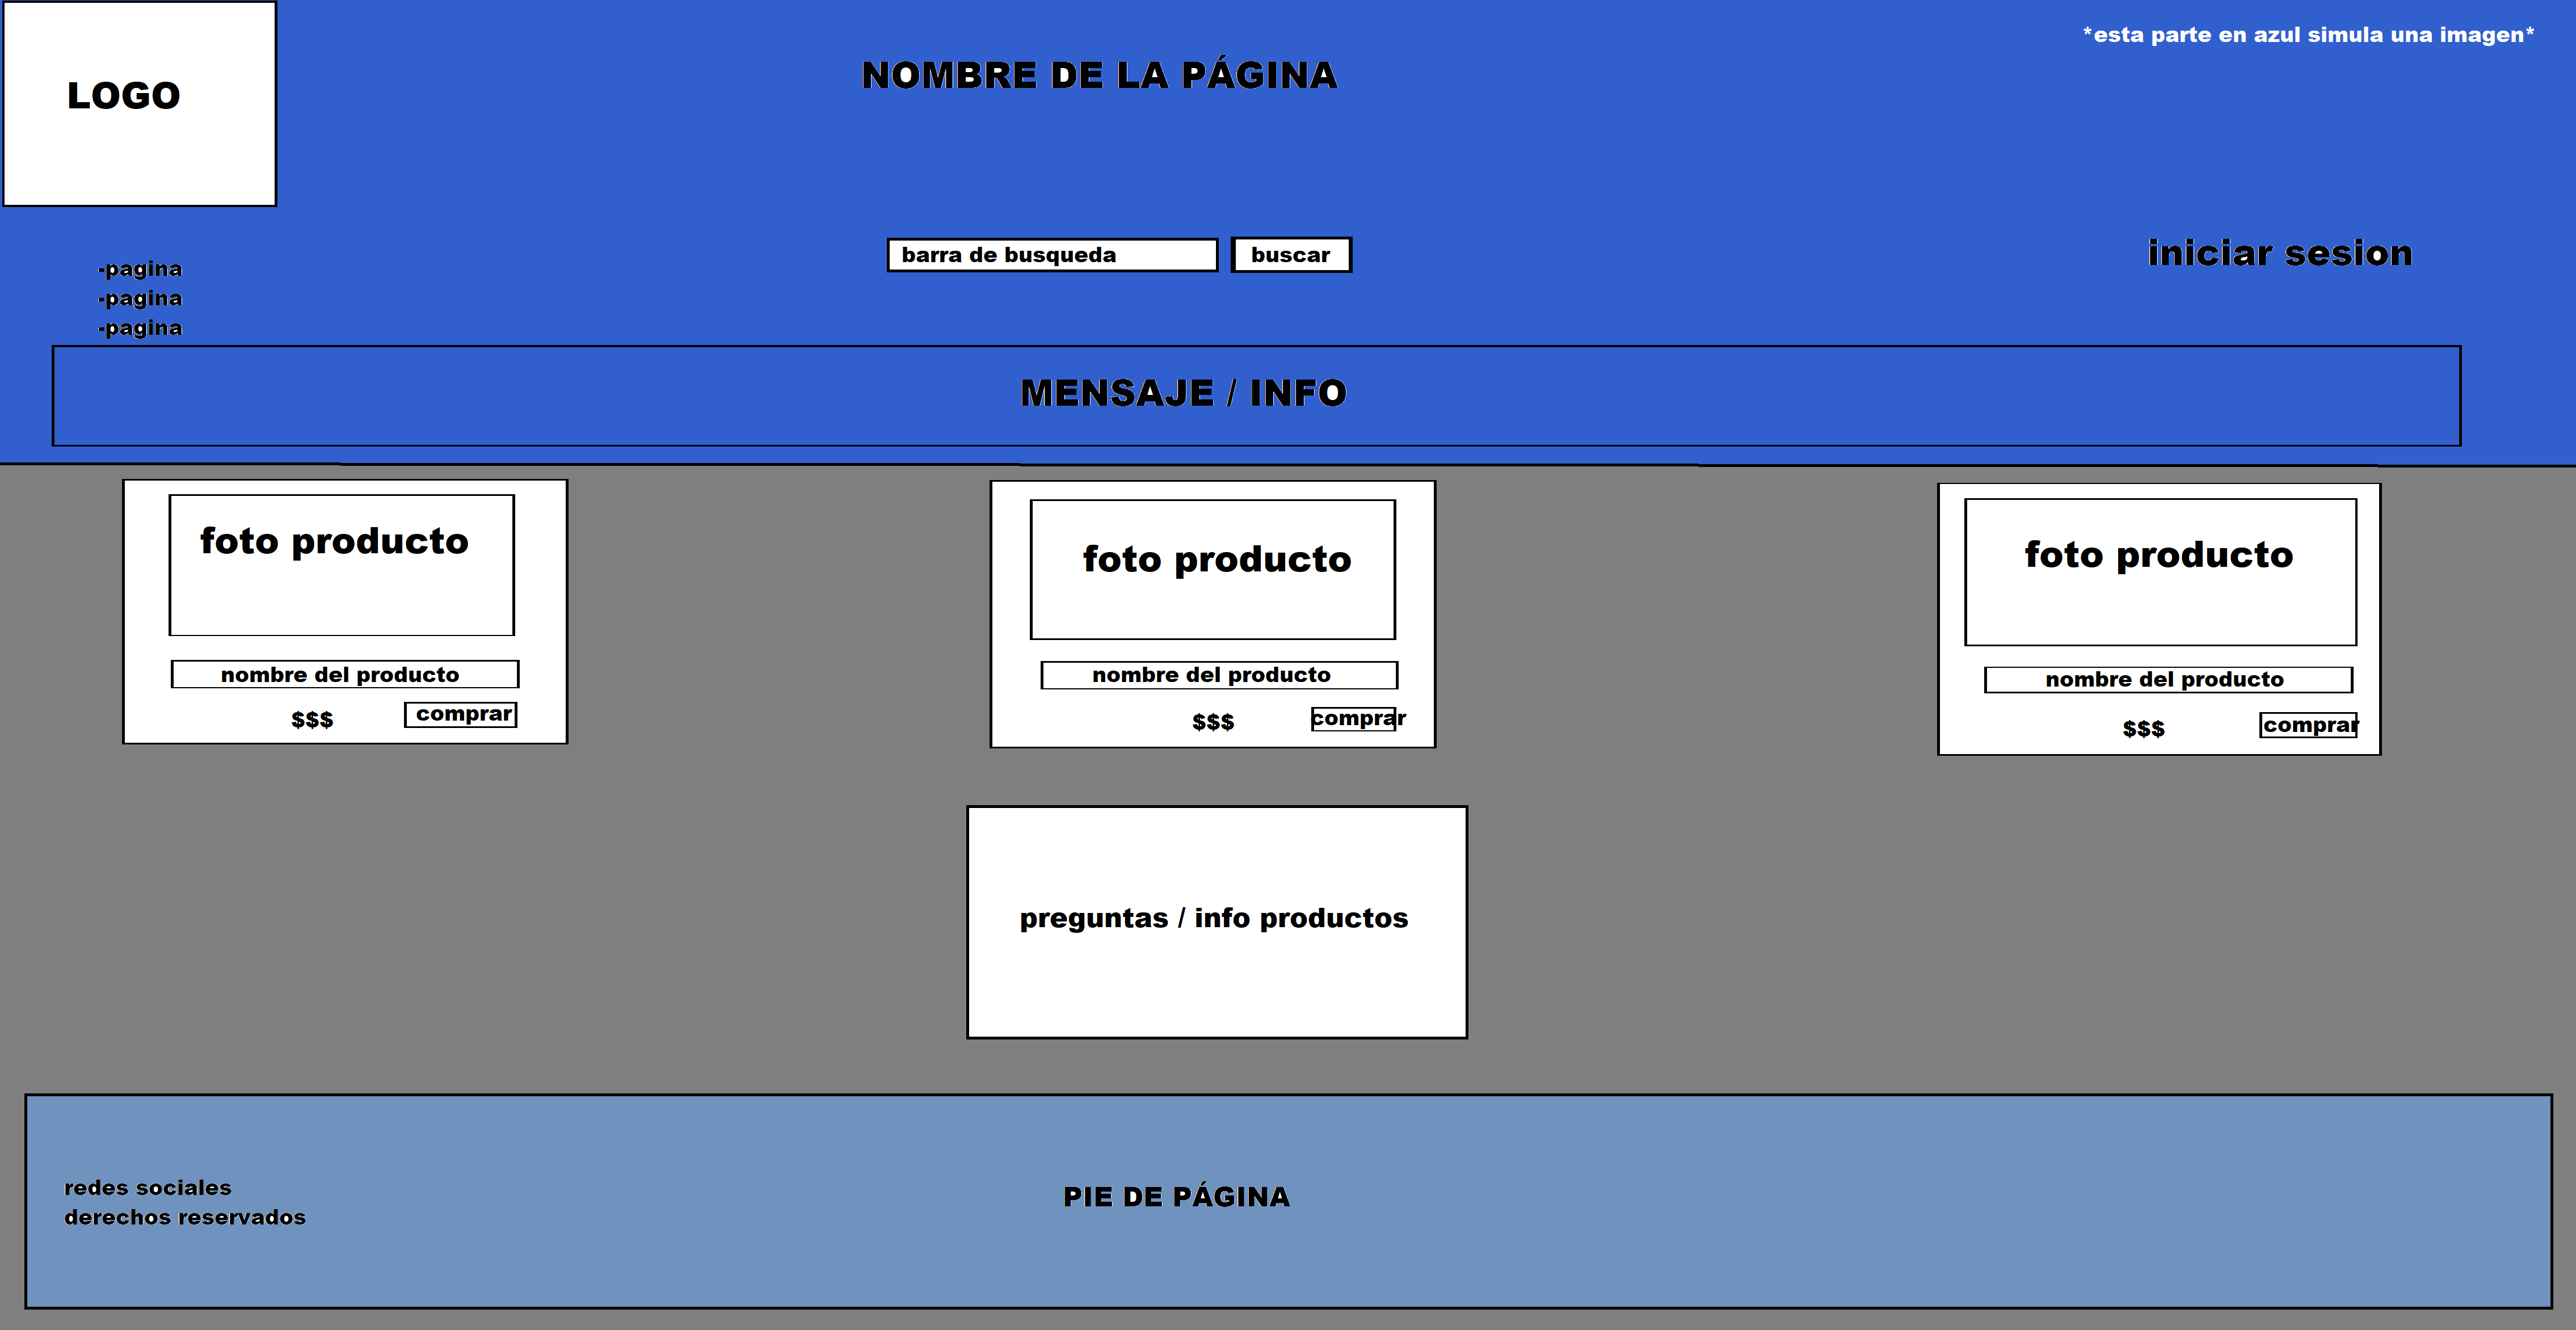 *esta parte en azul simula una imagen*
NOMBRE DE LA PÁGINA
LOGO
barra de busqueda
buscar
iniciar sesion
-pagina
-pagina
-pagina
MENSAJE / INFO
foto producto
nombre del producto
$$$
comprar
foto producto
nombre del producto
$$$
comprar
foto producto
nombre del producto
$$$
comprar
preguntas / info productos
redes sociales
derechos reservados
PIE DE PÁGINA